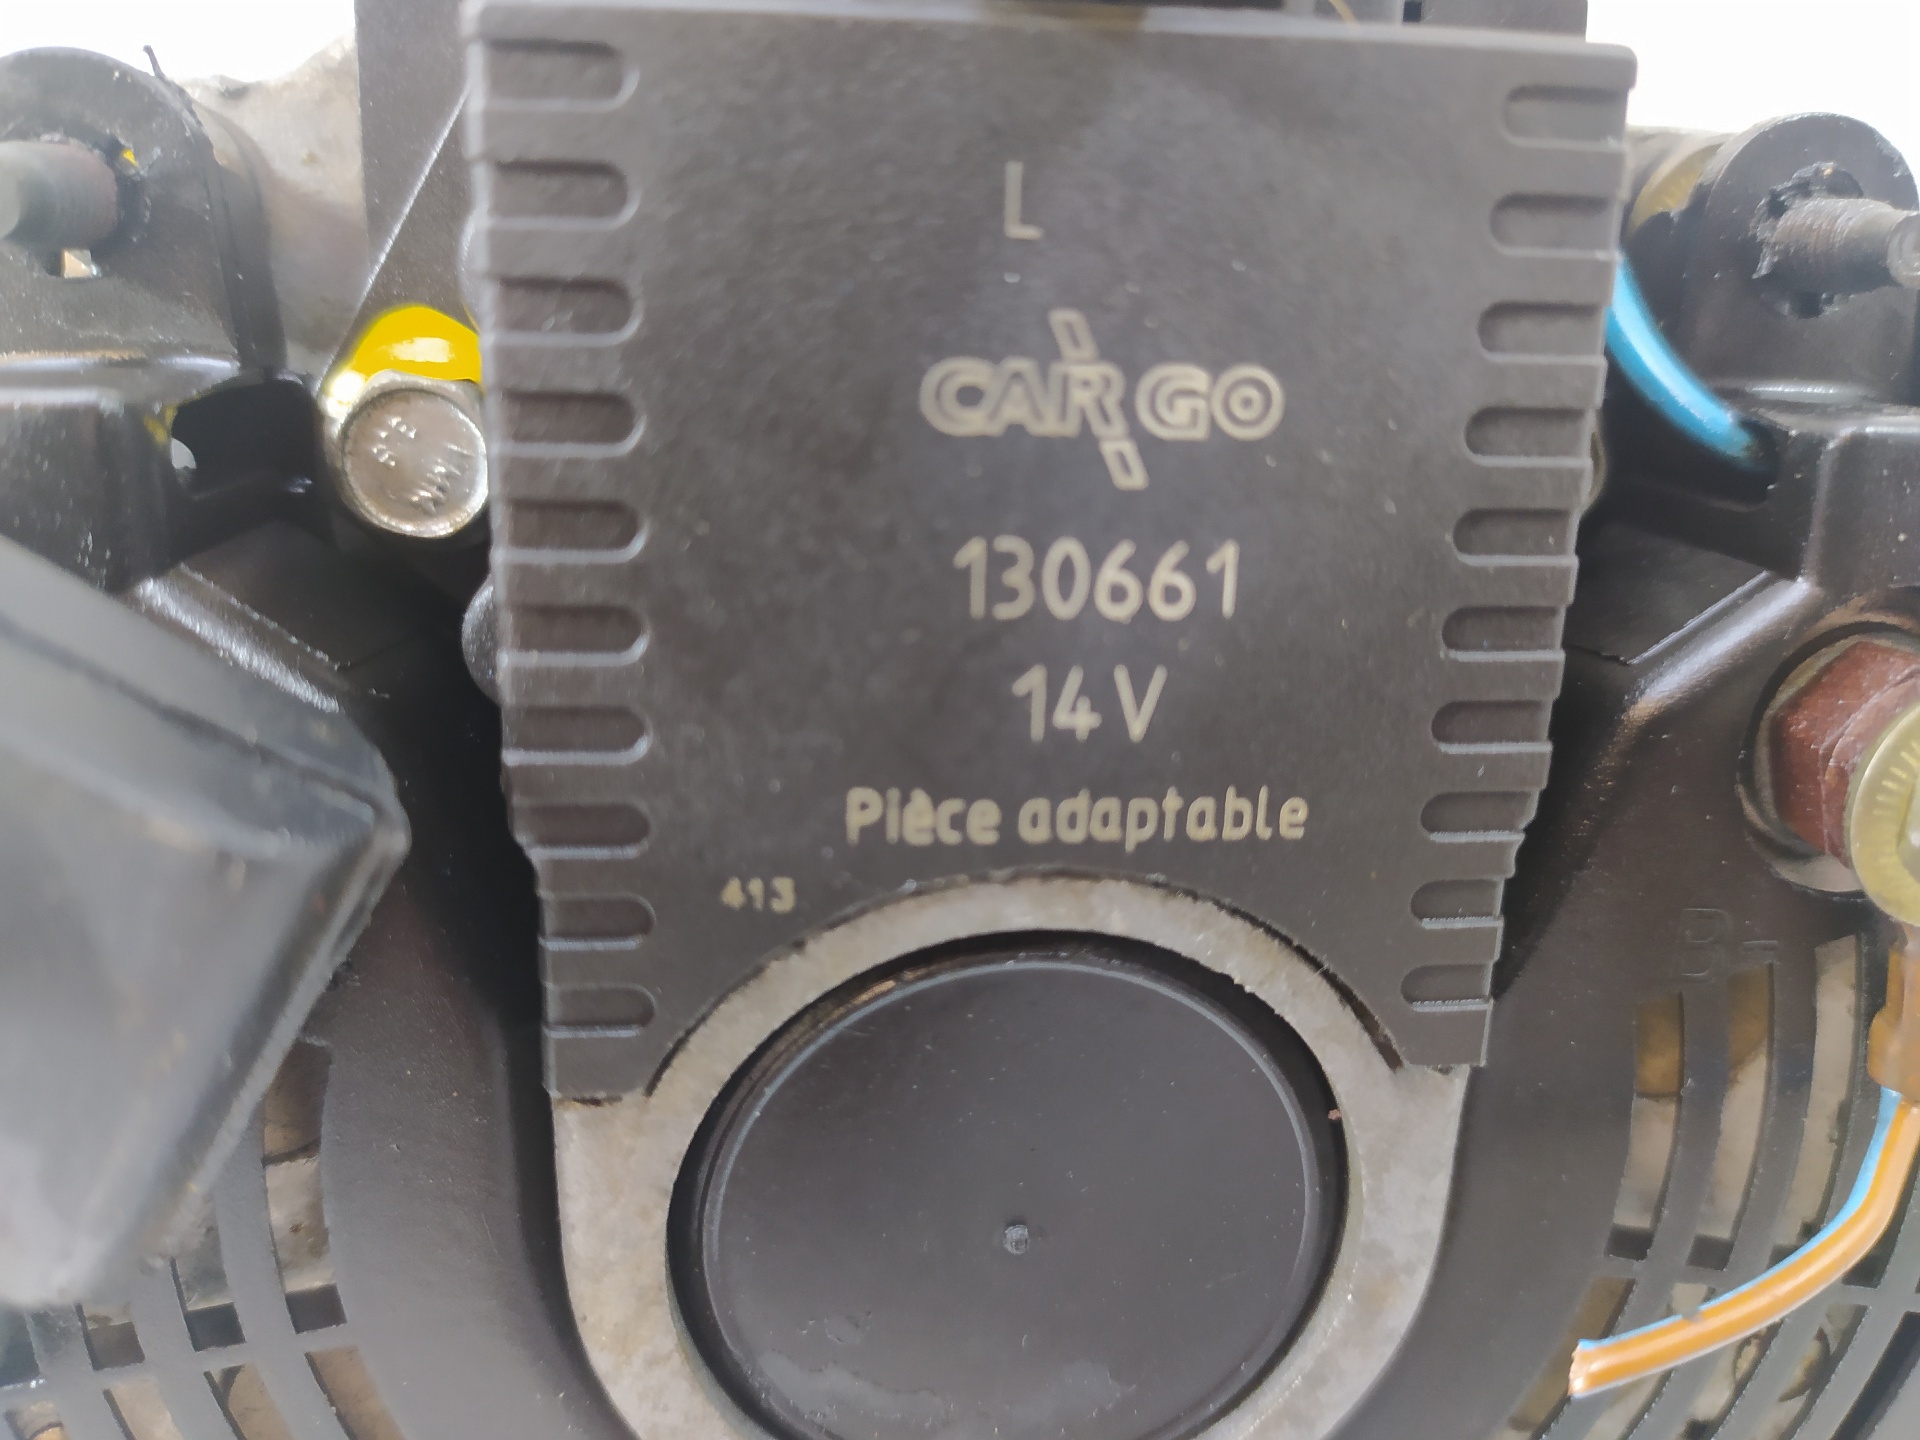 L
CARGO
130661
14V
Pièce adaptable
413
B+